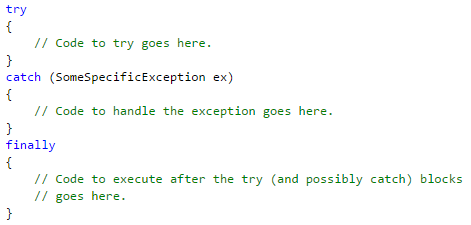 try
{
    // Code to try goes here.
}
catch (SomeSpecificException ex)
{
    // Code to handle the exception goes here.
}
finally
{
    // Code to execute after the try (and possibly catch) blocks
    // goes here.
}